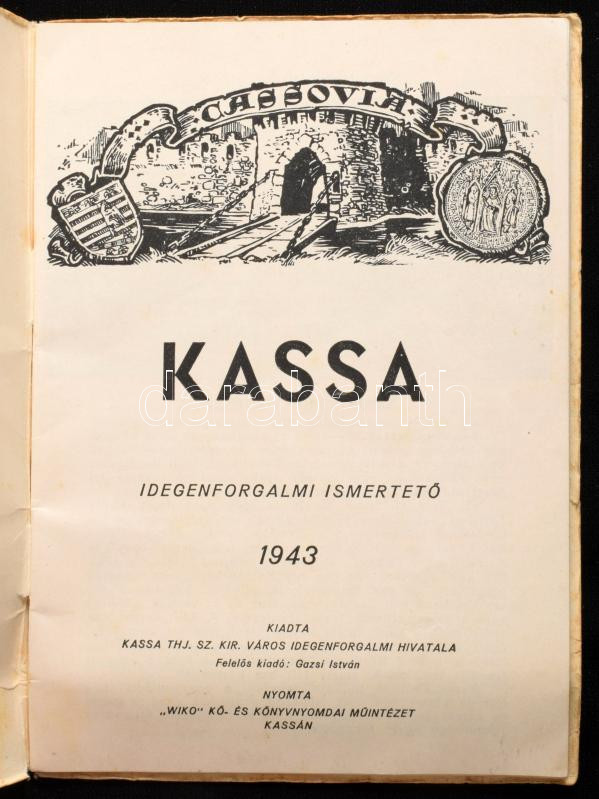 CASSOVIA
KASSA
darabanth
IDEGENFORGALMI ISMERTETŐ
1943
KIADTA
KASSA THJ. SZ. KIR. VÁROS IDEGENFORGALMI HIVATALA
Felelős kiadó: Gazsi István
NYOMTA
„WIKO" KŐ- ÉS KÖNYVNYOMDAI MŰINTÉZET
KASSÁN